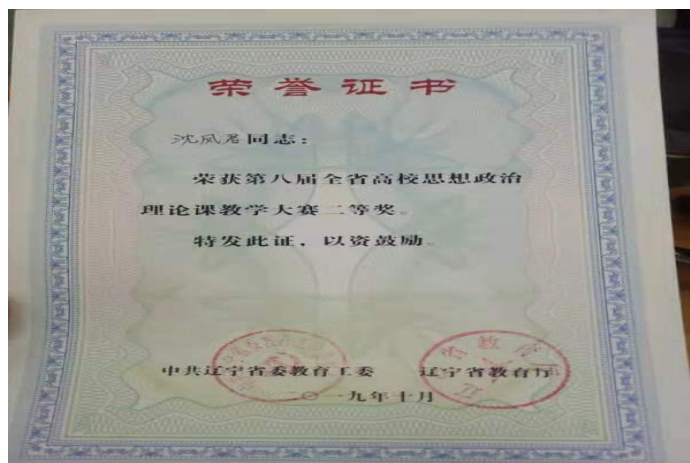 荣誉证书
沈凤君同志：
荣获第八届全省高校思想政治
理论课教学大赛二等奖。
特发此证，以资鼓励。
中共辽宁省委教育工委 辽宁省教育厅
二〇一九年十月